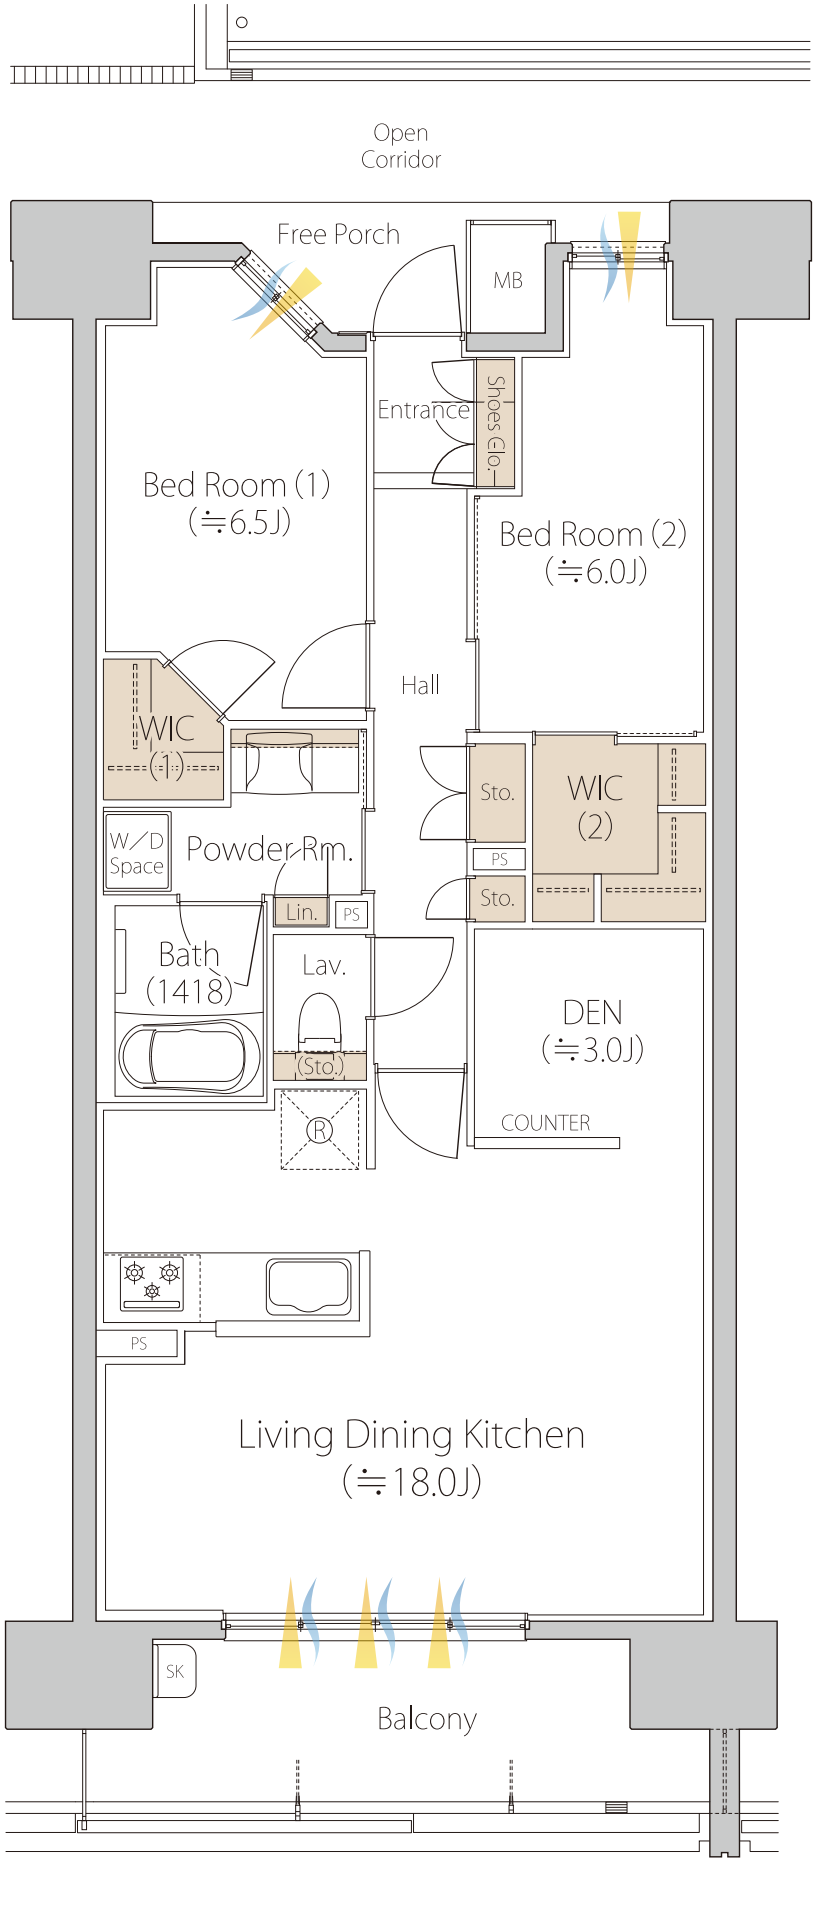 Open
Corridor
Free Porch
MB
Entrance
Shoes Clo.
Bed Room (1)
(≒6.5J)
Bed Room (2)
(≒6.0J)
Hall
WIC
(1)
Sto.
WIC
(2)
W/D
Space
Powder Rm.
PS
Sto.
Lin.
PS
Bath
(1418)
Lav.
DEN
(≒3.0J)
(Sto.)
R
COUNTER
PS
Living Dining Kitchen
(≒18.0J)
SK
Balcony